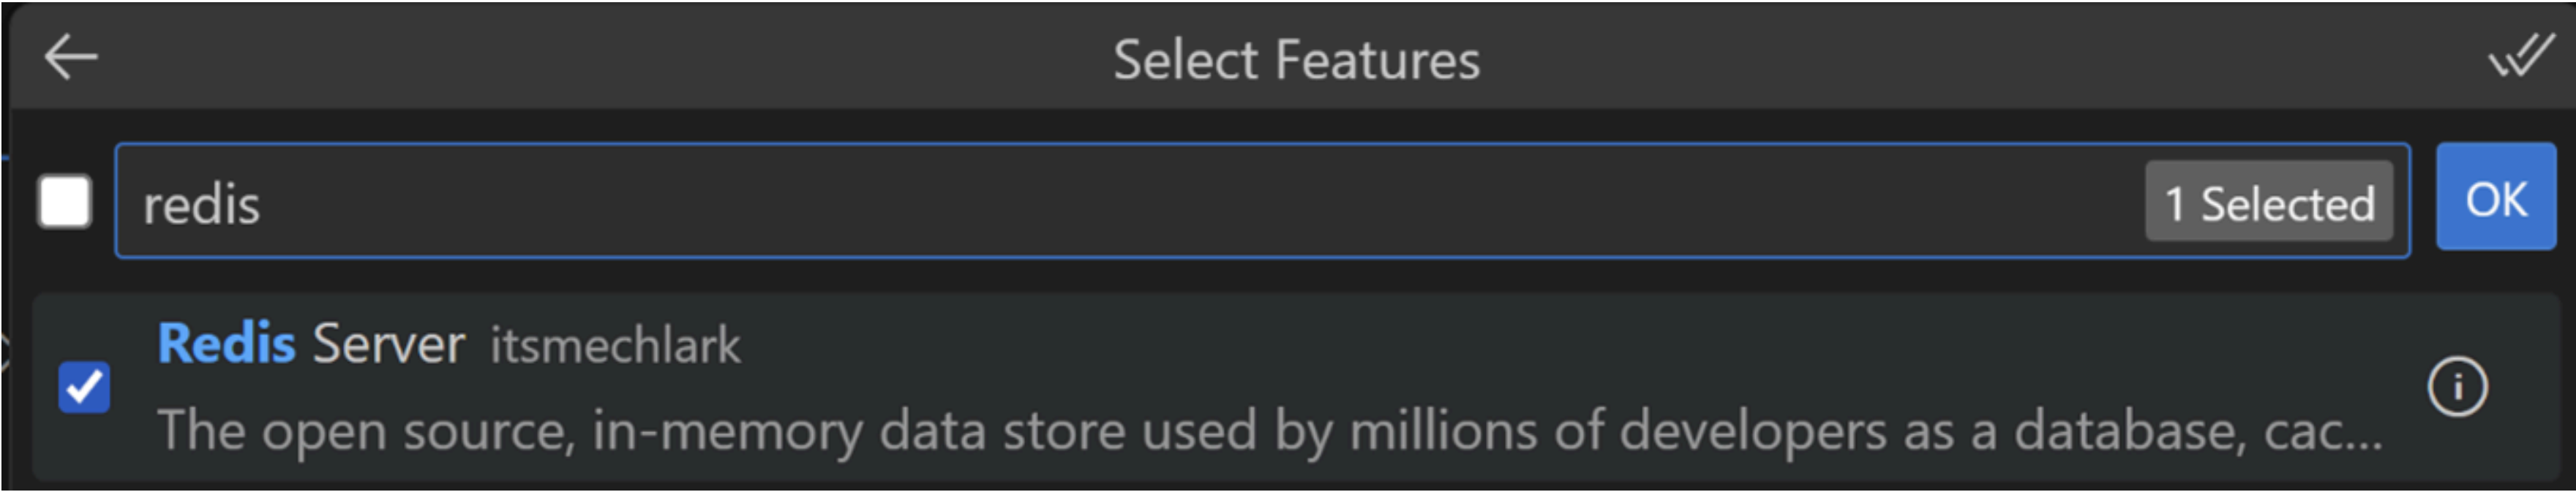 Select Features
redis 1 Selected OK
Redis Server itsmechlark
The open source, in-memory data store used by millions of developers as a database, cac...